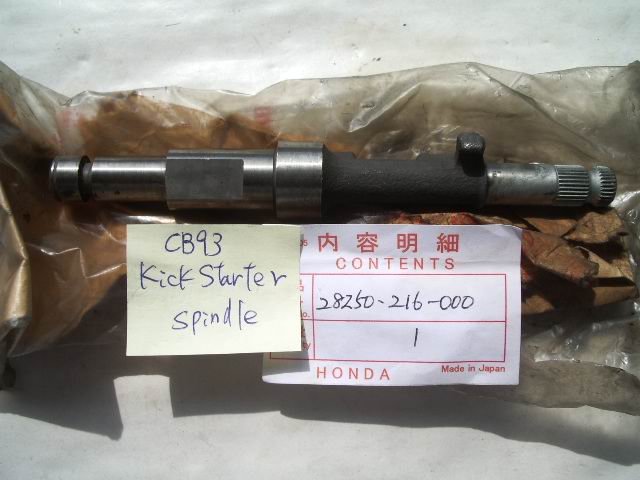 CB93
Kick Starter
Spindle
内容明細
CONTENTS
28250-216-000
1
HONDA
Made in Japan